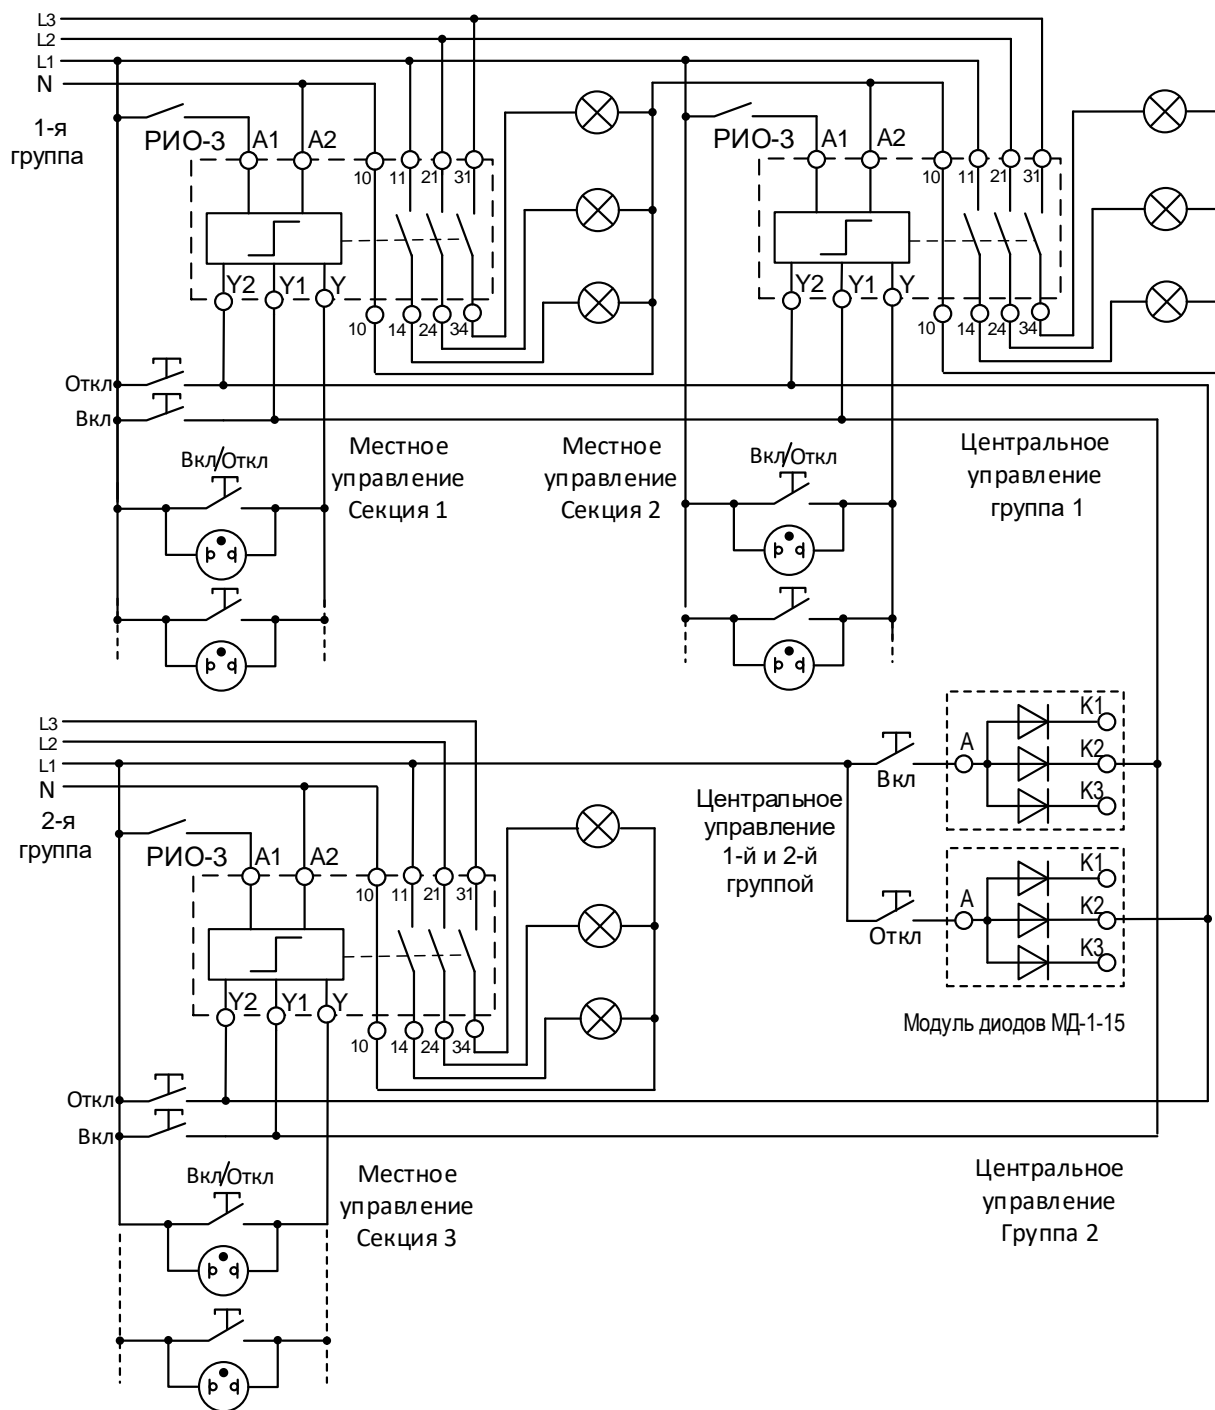 L3
L2
L1
N
1-я
группа
РИО-3
A1
A2
10
11
21
31
Y2
Y1
Y
10
14
24
34
РИО-3
A1
A2
10
11
21
31
Y2
Y1
Y
10
14
24
34
Откл
Вкл
Вкл/Откл
Местное
управление
Секция 1
Местное
управление
Секция 2
Вкл/Откл
Центральное
управление
группа 1
L3
L2
L1
N
2-я
группа
РИО-3
A1
A2
10
11
21
31
Y2
Y1
Y
10
14
24
34
Центральное
управление
1-й и 2-й
группой
Вкл
A
K1
K2
K3
Откл
A
K1
K2
K3
Модуль диодов МД-1-15
Откл
Вкл
Вкл/Откл
Местное
управление
Секция 3
Центральное
управление
Группа 2